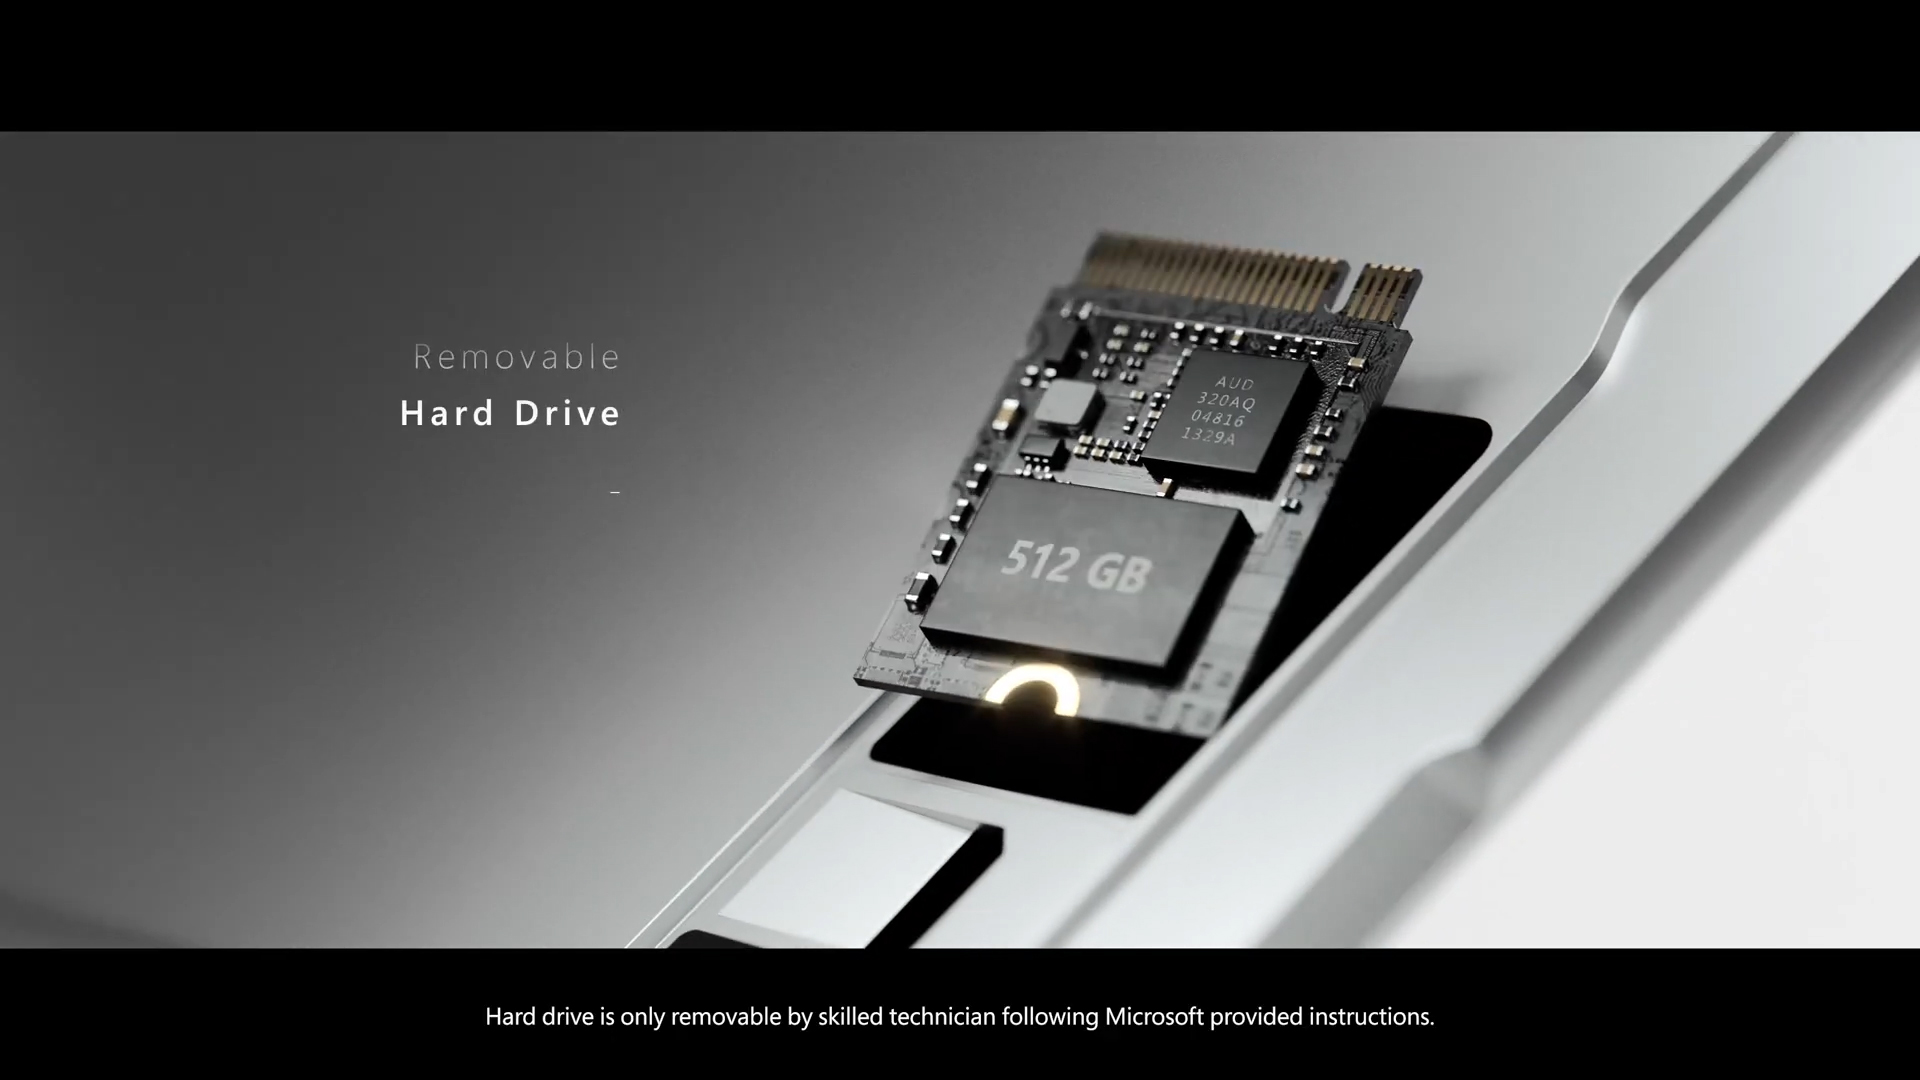 Removable
Hard Drive
AUD
320AQ
04816
1329A
512 GB
Hard drive is only removable by skilled technician following Microsoft provided instructions.